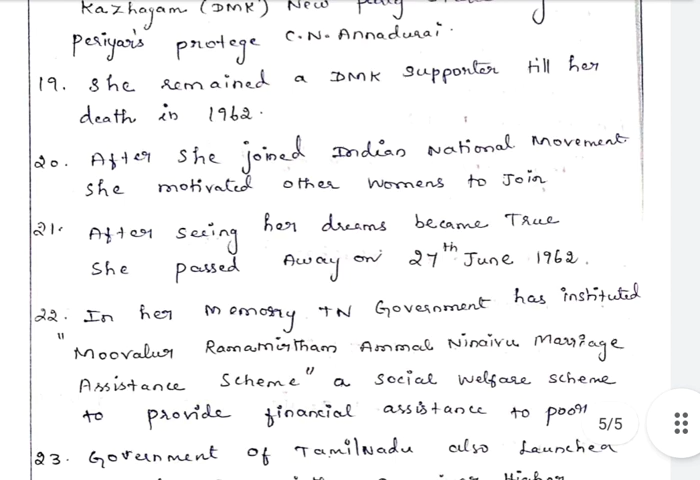 Kazhagam (DMK) New party
Periyar's protege C.N. Annadurai.
19. She remained a DMK supporter till her
death in 1962.
20. After she joined Indian National Movement
She motivated other womens to Join
21. After seeing her dreams became True
She passed Away on 27th June 1962.
22. In her memory TN Government has instituted
"Moovalur Ramamirtham Ammal Ninaivu Marriage
Assistance Scheme" a social welfare scheme
to provide financial assistance to poor
5/5
23. Government of TamilNadu also Launched
Higher